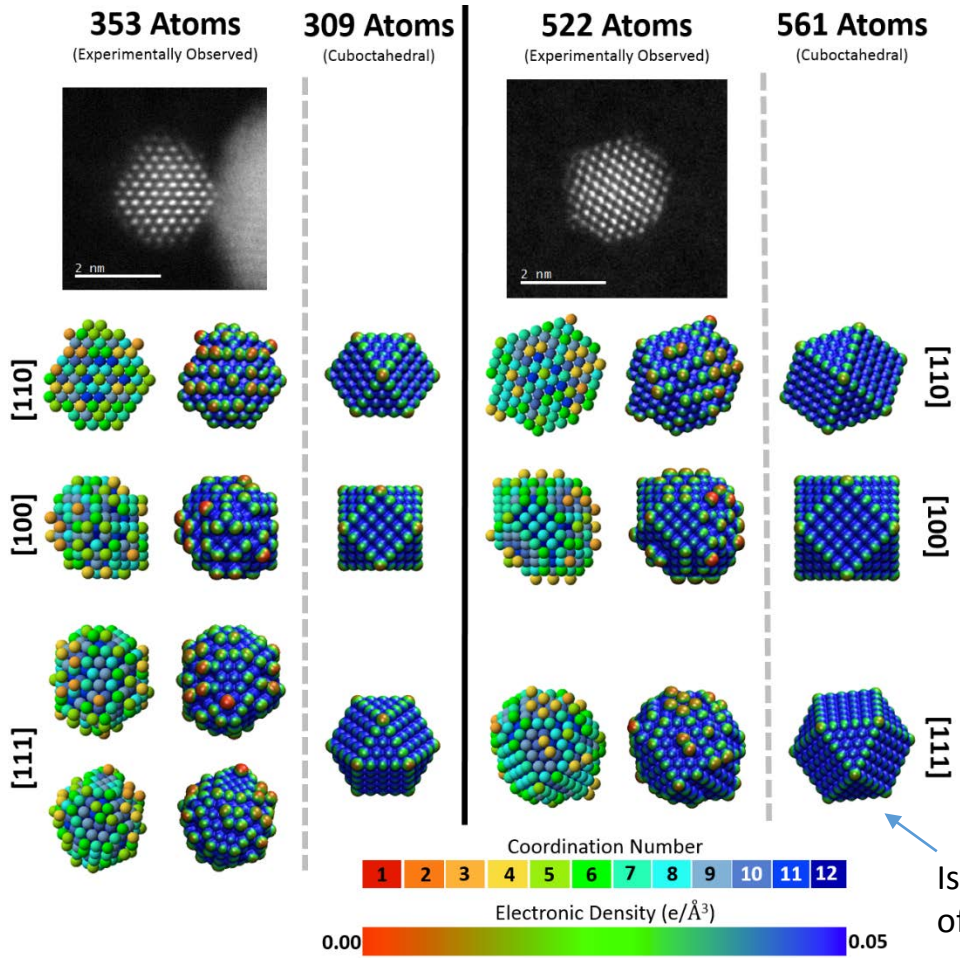 353 Atoms
(Experimentally Observed)
309 Atoms
(Cuboctahedral)
522 Atoms
(Experimentally Observed)
561 Atoms
(Cuboctahedral)
2 nm
2 nm
[110]
[110]
[100]
[100]
[111]
[111]
Coordination Number
1 2 3 4 5 6 7 8 9 10 11 12
Electronic Density (e/Å³)
0.00 0.05
Is
of